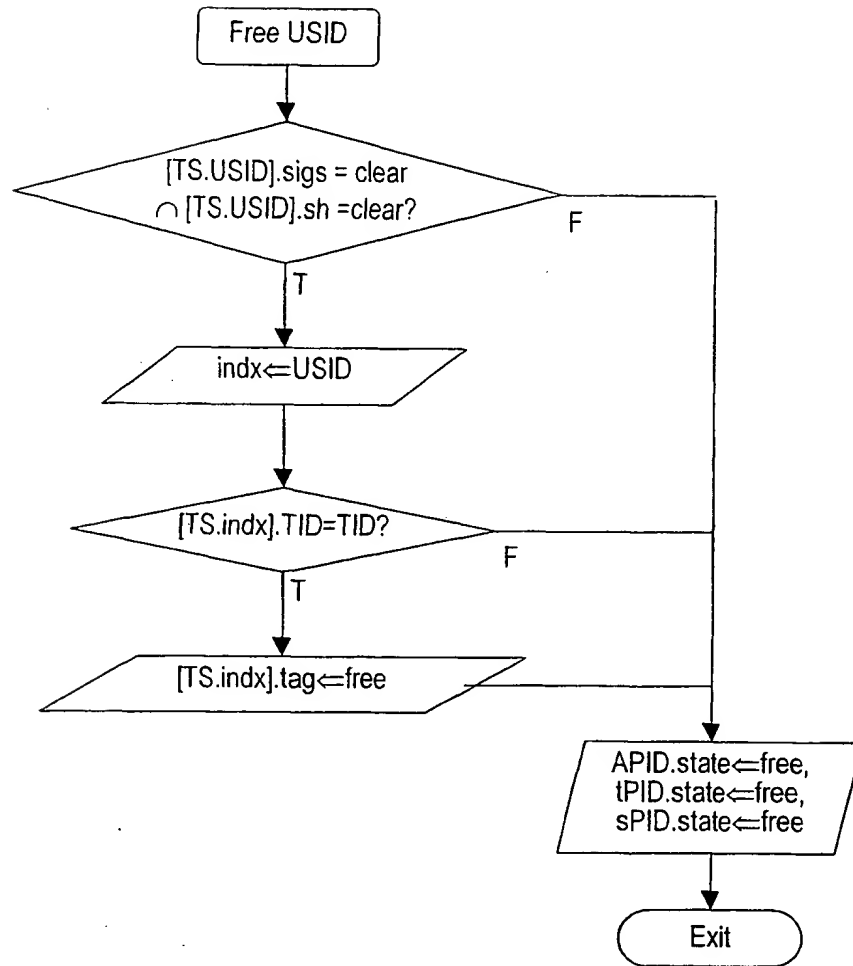 Free USID
[TS.USID].sigs = clear
∩ [TS.USID].sh =clear?
F
T
indx⇐USID
[TS.indx].TID=TID?
F
T
[TS.indx].tag⇐free
APID.state⇐free,
tPID.state⇐free,
sPID.state⇐free
Exit